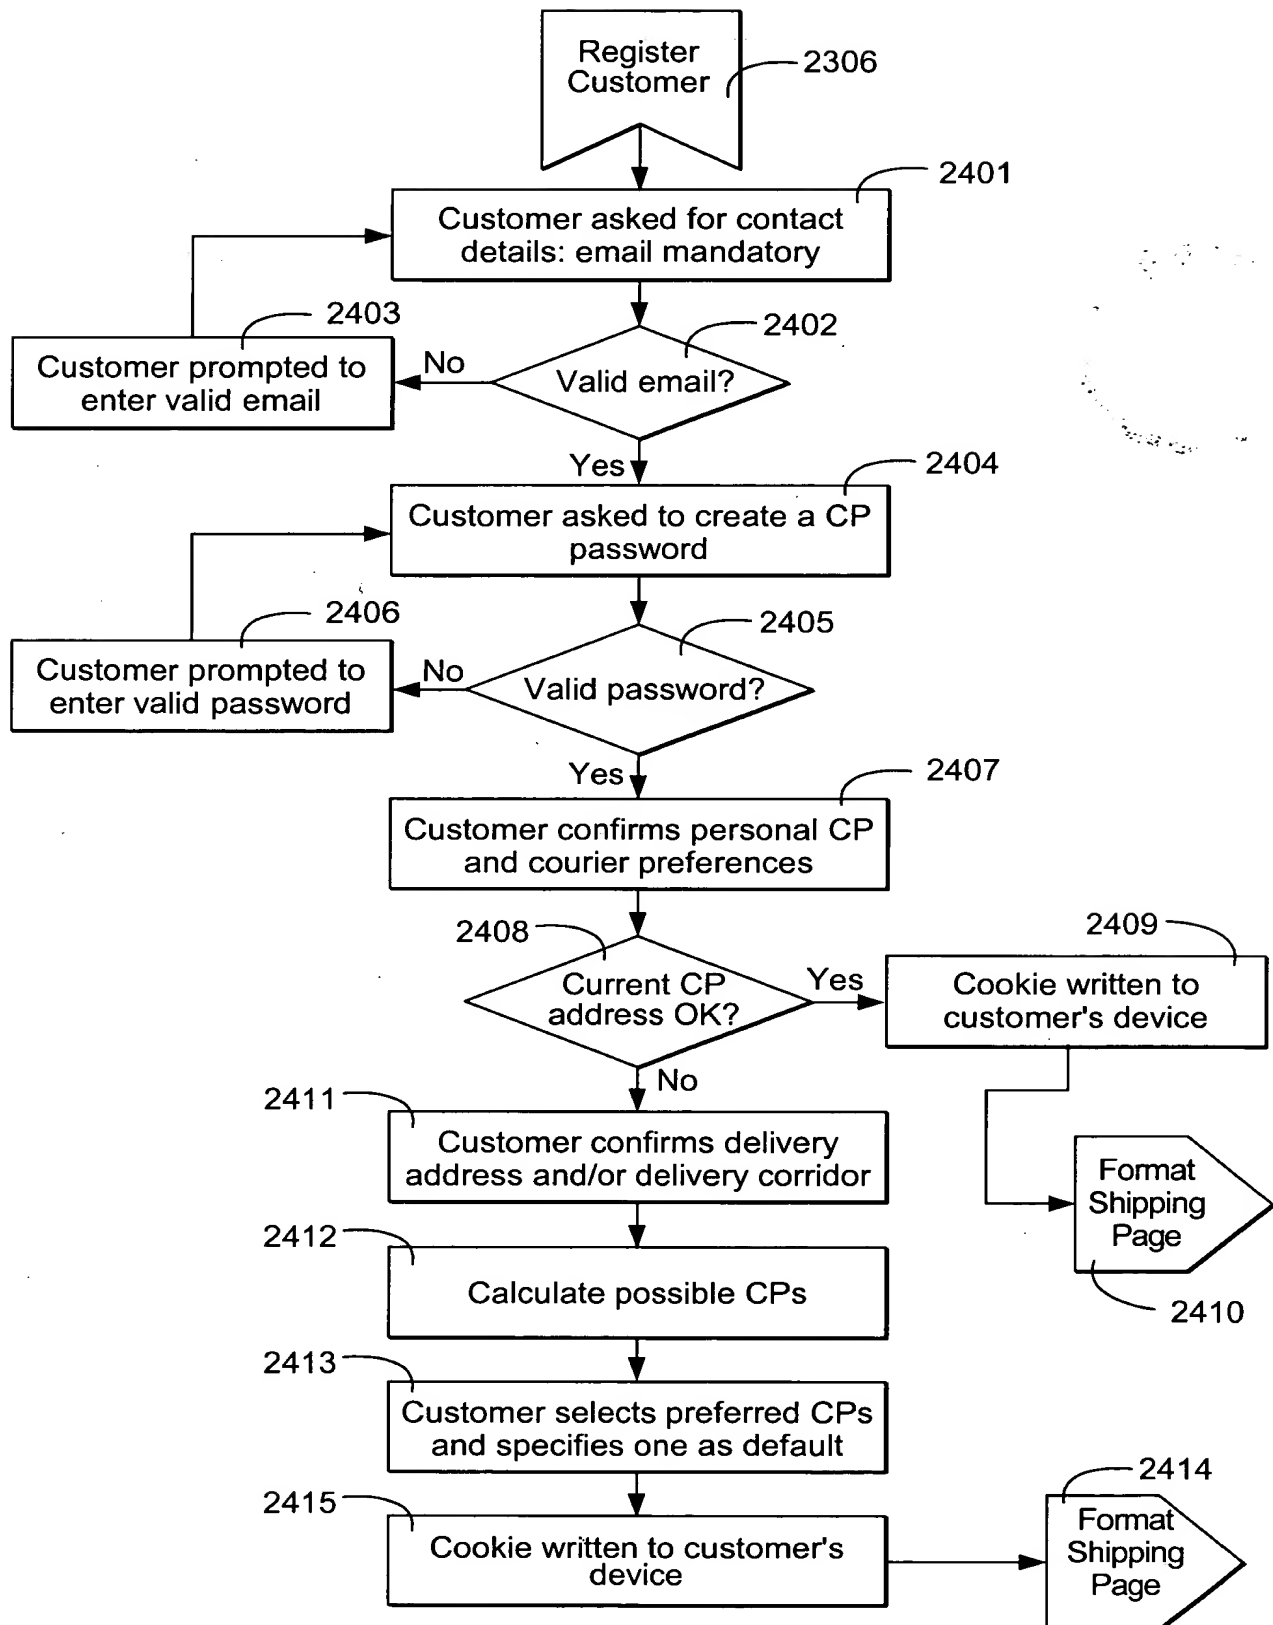 Register
Customer
2306
2401
Customer asked for contact
details: email mandatory
2403
2402
Customer prompted to
enter valid email
No
Valid email?
Yes
2404
Customer asked to create a CP
password
2406
2405
Customer prompted to
enter valid password
No
Valid password?
Yes
2407
Customer confirms personal CP
and courier preferences
2408
2409
Current CP
address OK?
Yes
Cookie written to
customer's device
No
2411
Customer confirms delivery
address and/or delivery corridor
Format
Shipping
Page
2410
2412
Calculate possible CPs
2413
Customer selects preferred CPs
and specifies one as default
2415
2414
Cookie written to customer's
device
Format
Shipping
Page